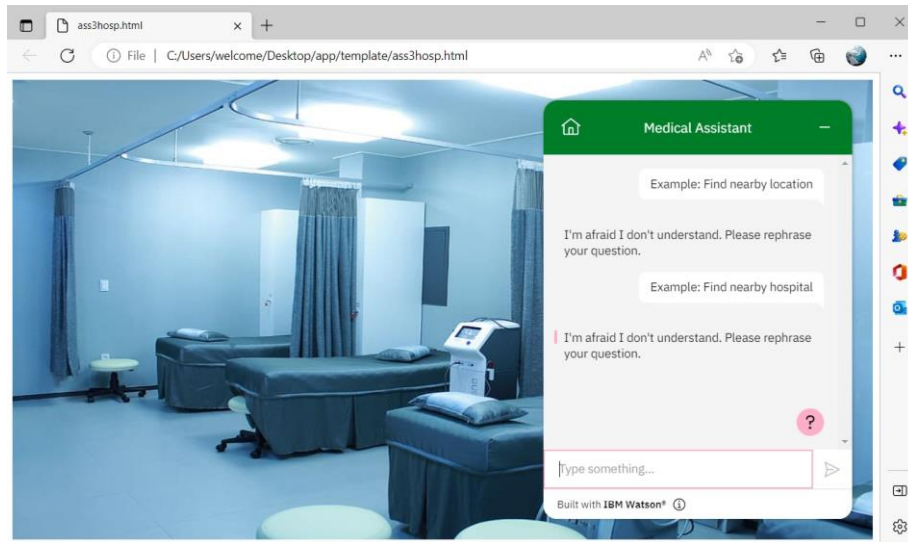 ass3hosp.html
File | C:/Users/welcome/Desktop/app/template/ass3hosp.html
Medical Assistant
Example: Find nearby location
I'm afraid I don't understand. Please rephrase
your question.
Example: Find nearby hospital
I'm afraid I don't understand. Please rephrase
your question.
?
Type something...
Built with IBM Watson®